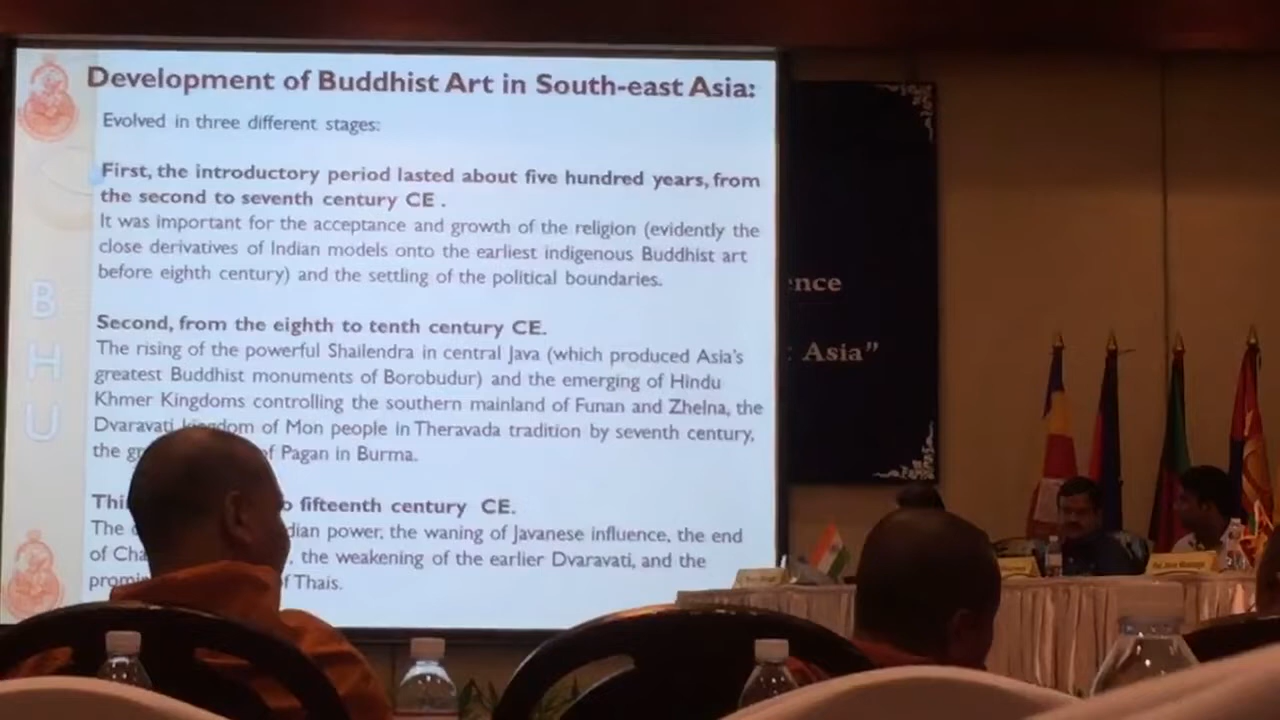 Development of Buddhist Art in South-east Asia:
Evolved in three different stages:
First, the introductory period lasted about five hundred years, from
the second to seventh century CE .
It was important for the acceptance and growth of the religion (evidently the
close derivatives of Indian models onto the earliest indigenous Buddhist art
before eighth century) and the settling of the political boundaries.
Second, from the eighth to tenth century CE.
The rising of the powerful Shailendra in central Java (which produced Asia's
greatest Buddhist monuments of Borobudur) and the emerging of Hindu
Khmer Kingdoms controlling the southern mainland of Funan and Zhelna, the
Dvaravati kingdom of Mon people in Theravada tradition by seventh century,
the of Pagan in Burma.
fifteenth century CE.
The power, the waning of Javanese influence, the end
of , the weakening of the earlier Dvaravati, and the
of Thais.
BHU
Asia”